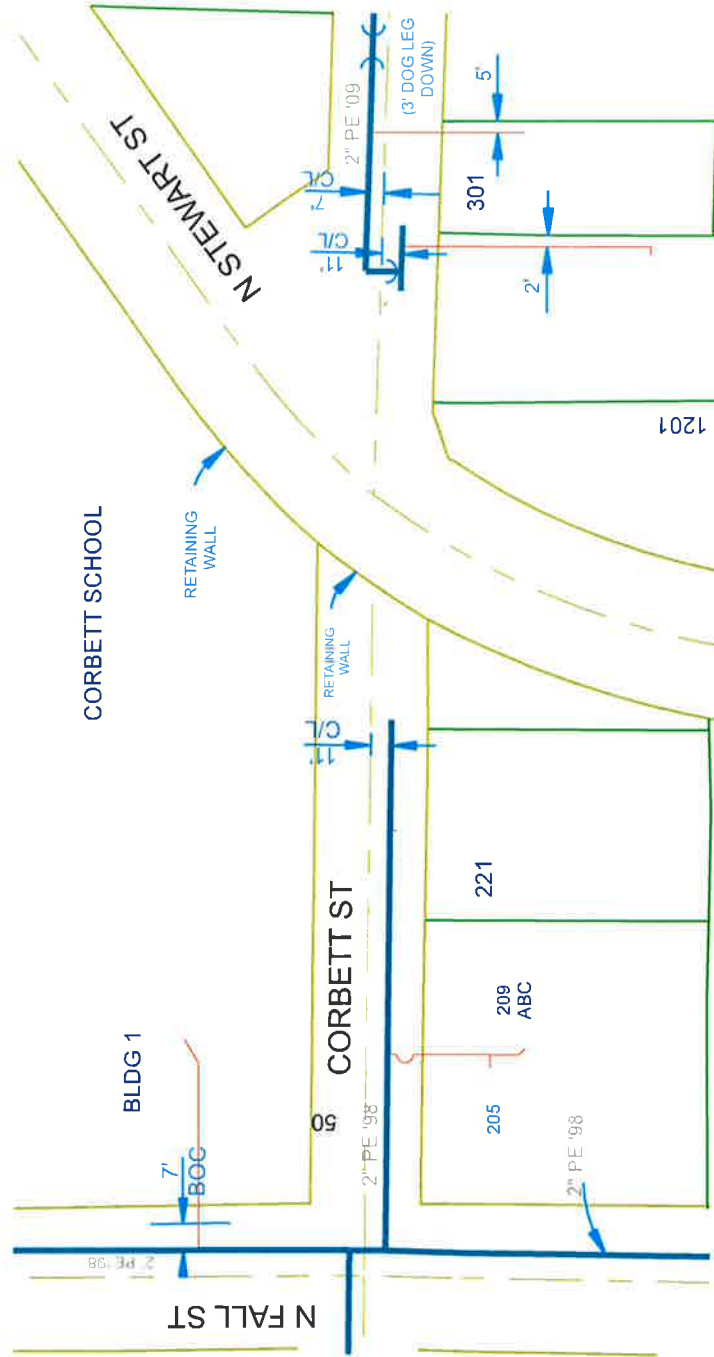 N STEWART ST
2" PE '09
(3' DOG LEG
DOWN)
5'
7'
C/L
11'
C/L
301
2'
1201
CORBETT SCHOOL
RETAINING
WALL
RETAINING
WALL
11'
C/L
CORBETT ST
221
209
ABC
205
BLDG 1
50
2" PE '98
7'
BOC
2" PE '98
2" PE '98
N FALL ST